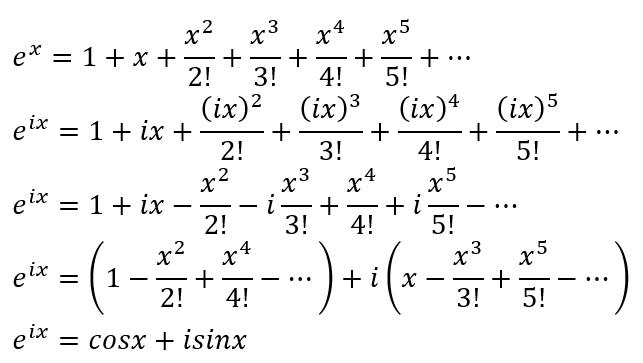 e^x = 1 + x + x^2/2! + x^3/3! + x^4/4! + x^5/5! + ⋯
e^{ix} = 1 + ix + (ix)^2/2! + (ix)^3/3! + (ix)^4/4! + (ix)^5/5! + ⋯
e^{ix} = 1 + ix − x^2/2! − i x^3/3! + x^4/4! + i x^5/5! − ⋯
e^{ix} = (1 − x^2/2! + x^4/4! − ⋯) + i(x − x^3/3! + x^5/5! − ⋯)
e^{ix} = cosx + isinx